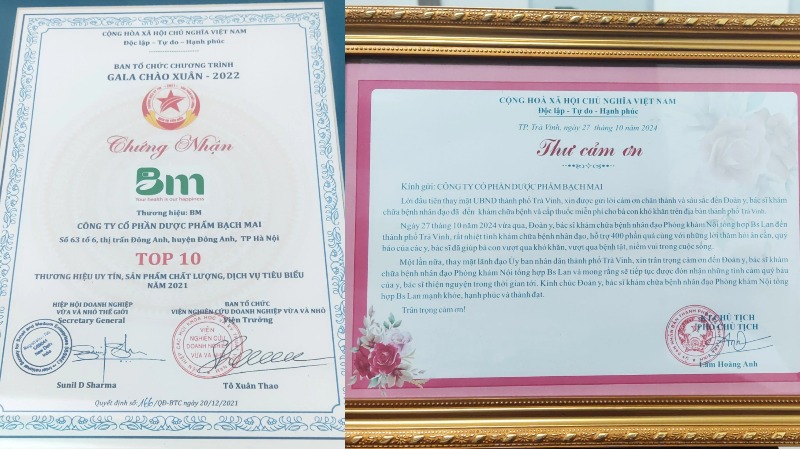 CỘNG HÒA XÃ HỘI CHỦ NGHĨA VIỆT NAM
Độc lập - Tự do - Hạnh phúc
BAN TỔ CHỨC CHƯƠNG TRÌNH
GALA CHÀO XUÂN - 2022
Chứng Nhận
Bm
Your health is our happyness
Thương hiệu: BM
CÔNG TY CỔ PHẦN DƯỢC PHẨM BẠCH MAI
Số 63 tổ 6, thị trấn Đông Anh, huyện Đông Anh, TP Hà Nội
TOP 10
THƯƠNG HIỆU UY TÍN, SẢN PHẨM CHẤT LƯỢNG, DỊCH VỤ TIÊU BIỂU
NĂM 2021
HIỆP HỘI DOANH NGHIỆP
VỪA VÀ NHỎ THẾ GIỚI
Secretary General
Sunil D Sharma
BAN TỔ CHỨC
VIỆN NGHIÊN CỨU DOANH NGHIỆP VỪA VÀ NHỎ
Viện Trưởng
VIỆN
NGHIÊN CỨU
DOANH NGHIỆP
VỪA VÀ NHỎ
Tô Xuân Thao
Quyết định số: 166/QĐ-BTC ngày 20/12/2021
CỘNG HOÀ XÃ HỘI CHỦ NGHĨA VIỆT NAM
Độc lập - Tự do - Hạnh phúc
TP. Trà Vinh, ngày 27 tháng 10 năm 2024
Thư cảm ơn
Kính gửi: CÔNG TY CỔ PHẦN DƯỢC PHẨM BẠCH MAI
Lời đầu tiên thay mặt UBND thành phố Trà Vinh, xin được gửi lời cảm ơn chân thành và sâu sắc đến Đoàn y, bác sĩ khám
chữa bệnh nhân đạo đã đến khám chữa bệnh và cấp thuốc miễn phí cho bà con khó khăn trên địa bàn thành phố Trà Vinh.
Ngày 27 tháng 10 năm 2024 vừa qua, Đoàn y, bác sĩ khám chữa bệnh nhân đạo Phòng khám Nội tổng hợp Bs Lan đến
thành phố Trà Vinh, rất nhiệt tình khám chữa bệnh nhân đạo, hỗ trợ 400 phần quà cùng với những lời thăm hỏi ân cần, quý
báo của các y, bác sĩ đã giúp bà con vượt qua khó khăn, vượt qua bệnh tật, niềm vui trong cuộc sống.
Một lần nữa, thay mặt lãnh đạo Ủy ban nhân dân thành phố Trà Vinh, xin trân trọng cảm ơn đến Đoàn y, bác sĩ khám
chữa bệnh nhân đạo Phòng khám Nội tổng hợp Bs Lan và mong rằng sẽ tiếp tục được đón nhận những tình cảm quý báu
của y, bác sĩ thiện nguyện trong thời gian tới. Kính chúc Đoàn y, bác sĩ khám chữa bệnh nhân đạo Phòng khám Nội tổng
hợp Bs Lan mạnh khỏe, hạnh phúc và thành đạt.
Trân trọng cảm ơn!
KT. CHỦ TỊCH
PHÓ CHỦ TỊCH
Lâm Hoàng Anh